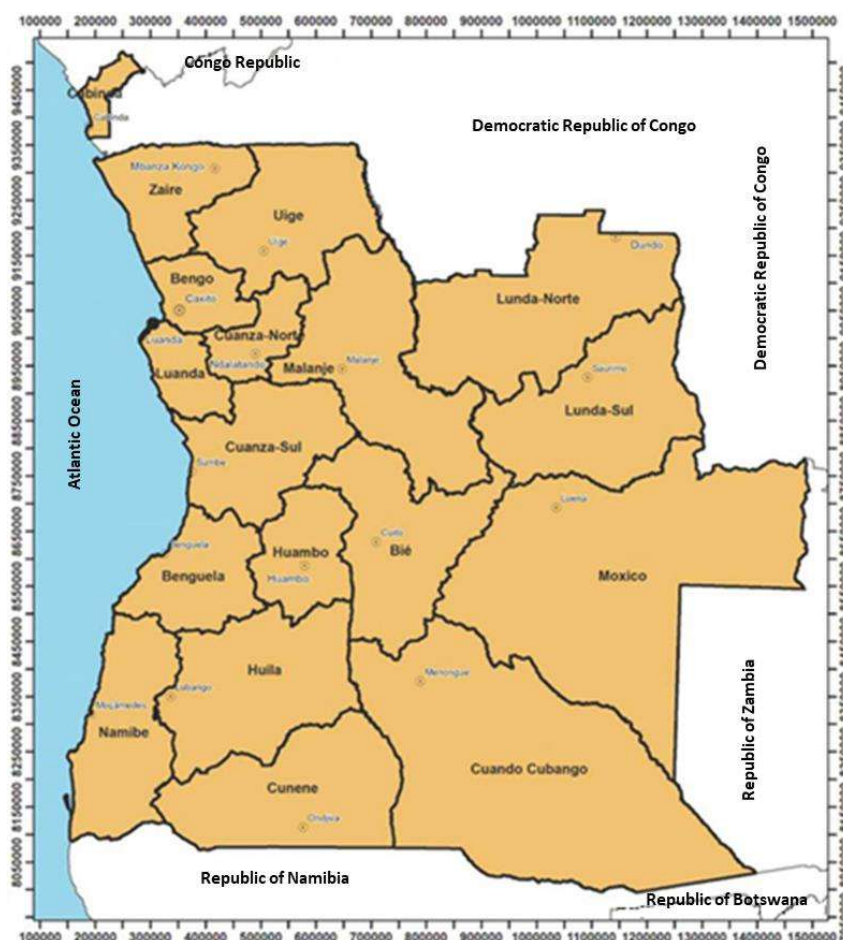 100000 200000 300000 400000 500000 600000 700000 800000 900000 1000000 1100000 1200000 1300000 1400000 1500000
Congo Republic
Cabinda
Cabinda
Democratic Republic of Congo
Mbanza Kongo
Zaire
Uige
Uige
Democratic Republic of Congo
Dundo
Bengo
Caxito
Lunda-Norte
Luanda
Cuanza-Norte
Ndalatando
Malanje
Malanje
Luanda
Saurimo
Lunda-Sul
Atlantic Ocean
Cuanza-Sul
Sumbe
Luena
Benguela
Huambo
Cuito
Bié
Benguela
Huambo
Moxico
Huila
Lubango
Menongue
Moçâmedes
Namibe
Republic of Zambia
Cuando Cubango
Cunene
Ondjiva
Republic of Namibia
Republic of Botswana
9450000
9350000
9250000
9150000
9050000
8950000
8850000
8750000
8650000
8550000
8450000
8350000
8250000
8150000
8050000
100000 200000 300000 400000 500000 600000 700000 800000 900000 1000000 1100000 1200000 1300000 1400000 1500000